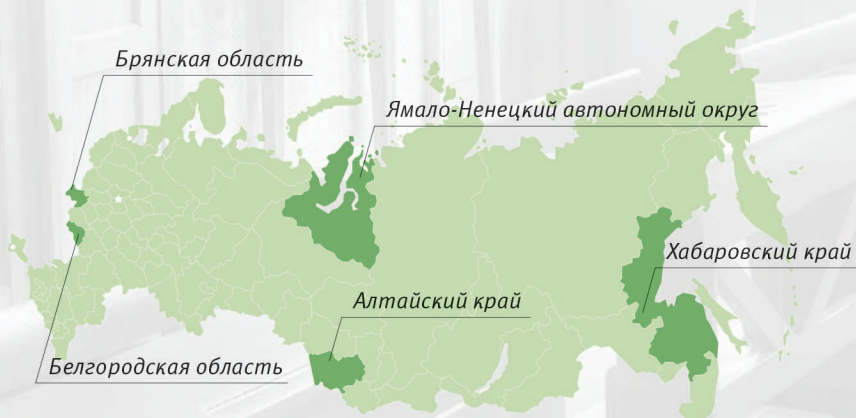 Брянская область
Ямало-Ненецкий автономный округ
Хабаровский край
Алтайский край
Белгородская область